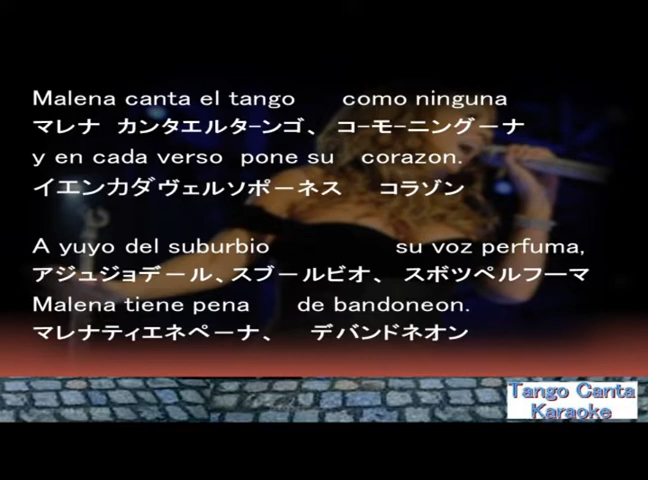 Malena canta el tango como ninguna
マレナ カンタエルターンゴ、 コーモーニングーナ
y en cada verso pone su corazon.
イエンカダヴェルソポーネス コラゾン
A yuyo del suburbio su voz perfuma,
アジュジョデール、スブールビオ、 スボツペルフーマ
Malena tiene pena de bandoneon.
マレナティエネペーナ、 デバンドネオン
Tango Canta
Karaoke